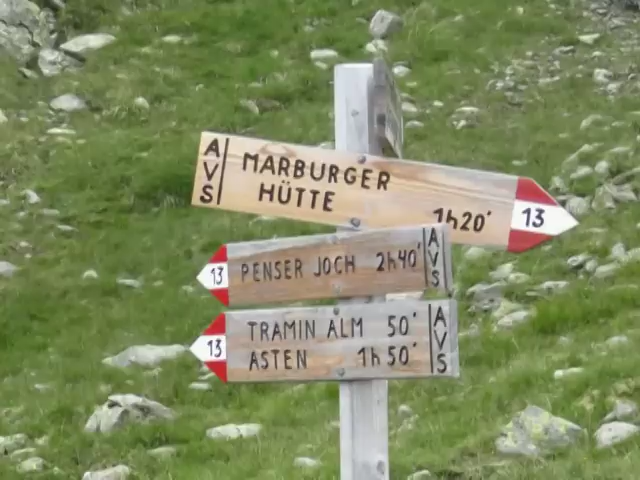 AVS MARBURGER
HÜTTE 1h20' 13
13 PENSER JOCH 2h40' AVS
13 TRAMIN ALM 50' AVS
ASTEN 1h50'